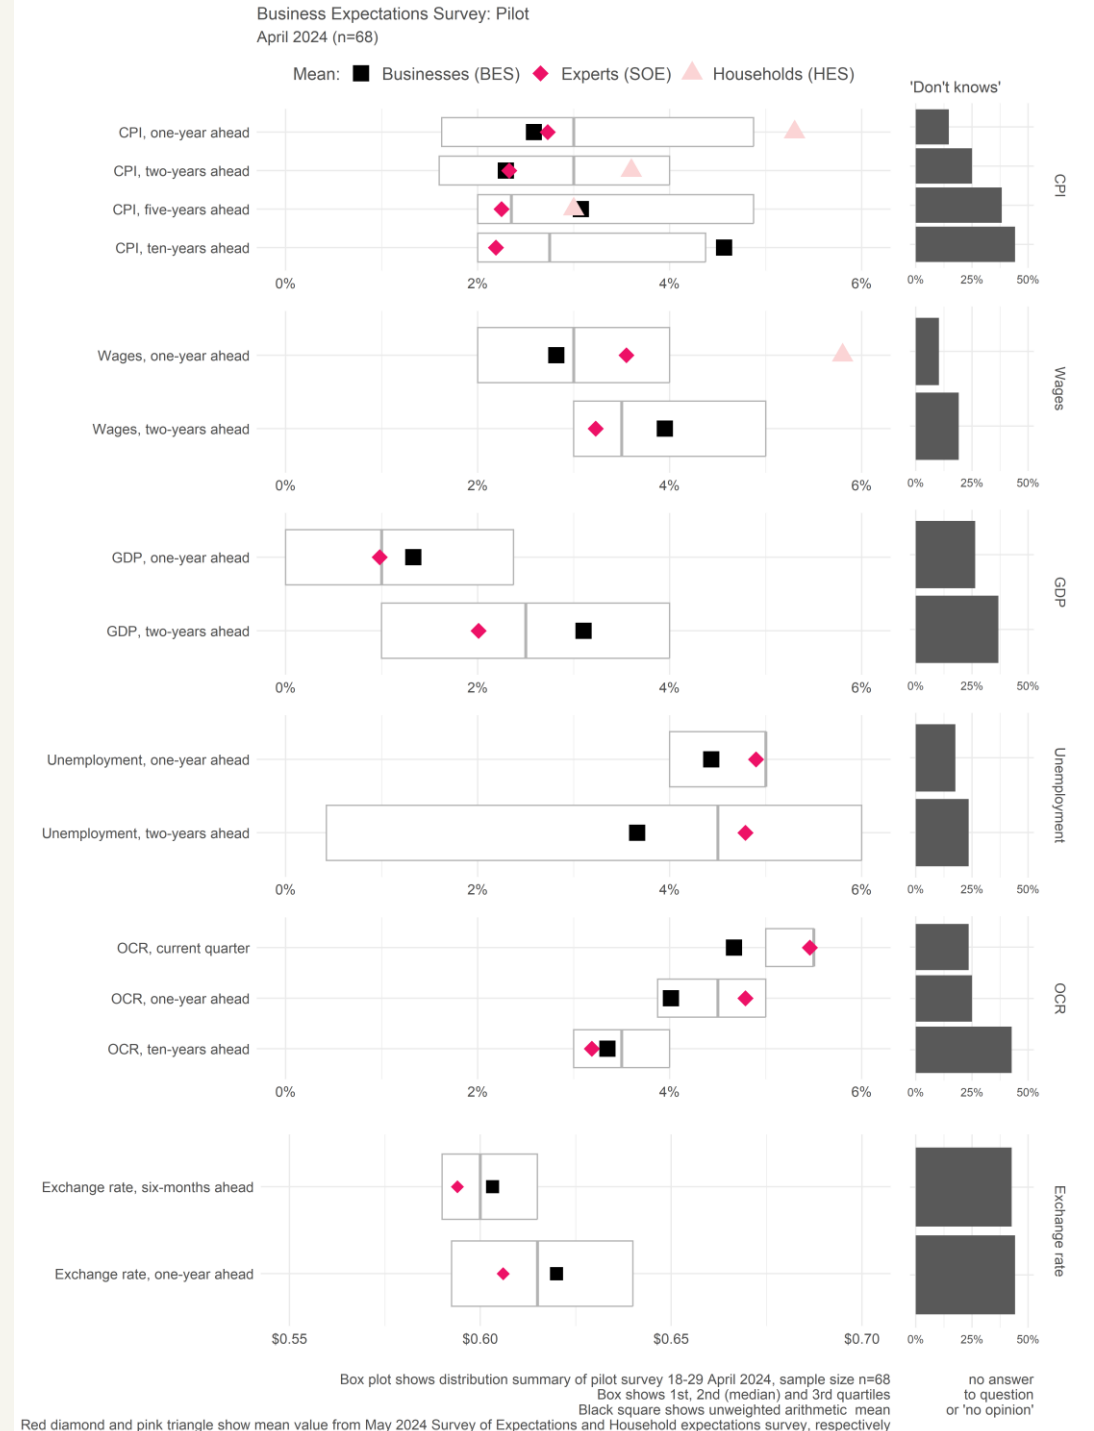 Business Expectations Survey: Pilot
April 2024 (n=68)
Mean: Businesses (BES) Experts (SOE) Households (HES)
'Don't knows'
CPI, one-year ahead
CPI, two-years ahead
CPI, five-years ahead
CPI, ten-years ahead
CPI
0% 2% 4% 6% 0% 25% 50%
Wages, one-year ahead
Wages, two-years ahead
Wages
0% 2% 4% 6% 0% 25% 50%
GDP, one-year ahead
GDP, two-years ahead
GDP
0% 2% 4% 6% 0% 25% 50%
Unemployment, one-year ahead
Unemployment, two-years ahead
Unemployment
0% 2% 4% 6% 0% 25% 50%
OCR, current quarter
OCR, one-year ahead
OCR, ten-years ahead
OCR
0% 2% 4% 6% 0% 25% 50%
Exchange rate, six-months ahead
Exchange rate, one-year ahead
Exchange rate
$0.55 $0.60 $0.65 $0.70 0% 25% 50%
Box plot shows distribution summary of pilot survey 18-29 April 2024, sample size n=68
Box shows 1st, 2nd (median) and 3rd quartiles
Black square shows unweighted arithmetic mean
Red diamond and pink triangle show mean value from May 2024 Survey of Expectations and Household expectations survey, respectively
no answer
to question
or 'no opinion'